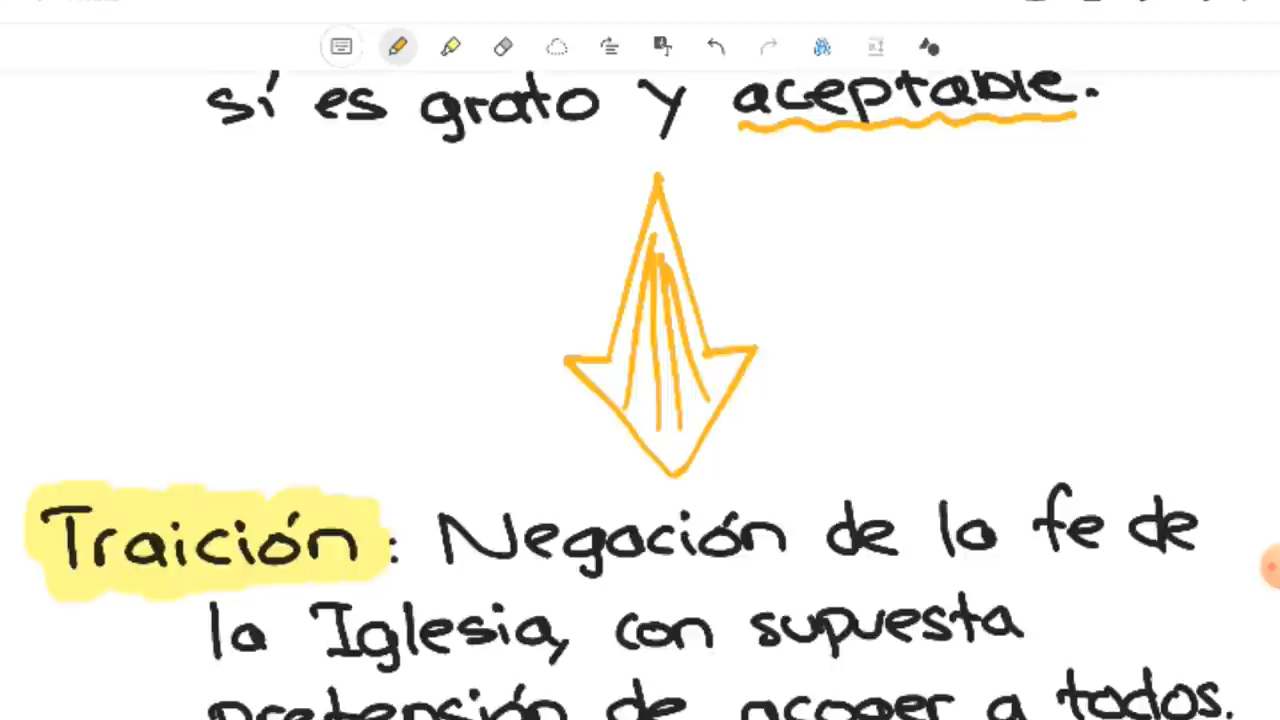 sí es grato y aceptable.
Traición: Negación de la fe de
la Iglesia, con supuesta
pretensión de acoger a todos.